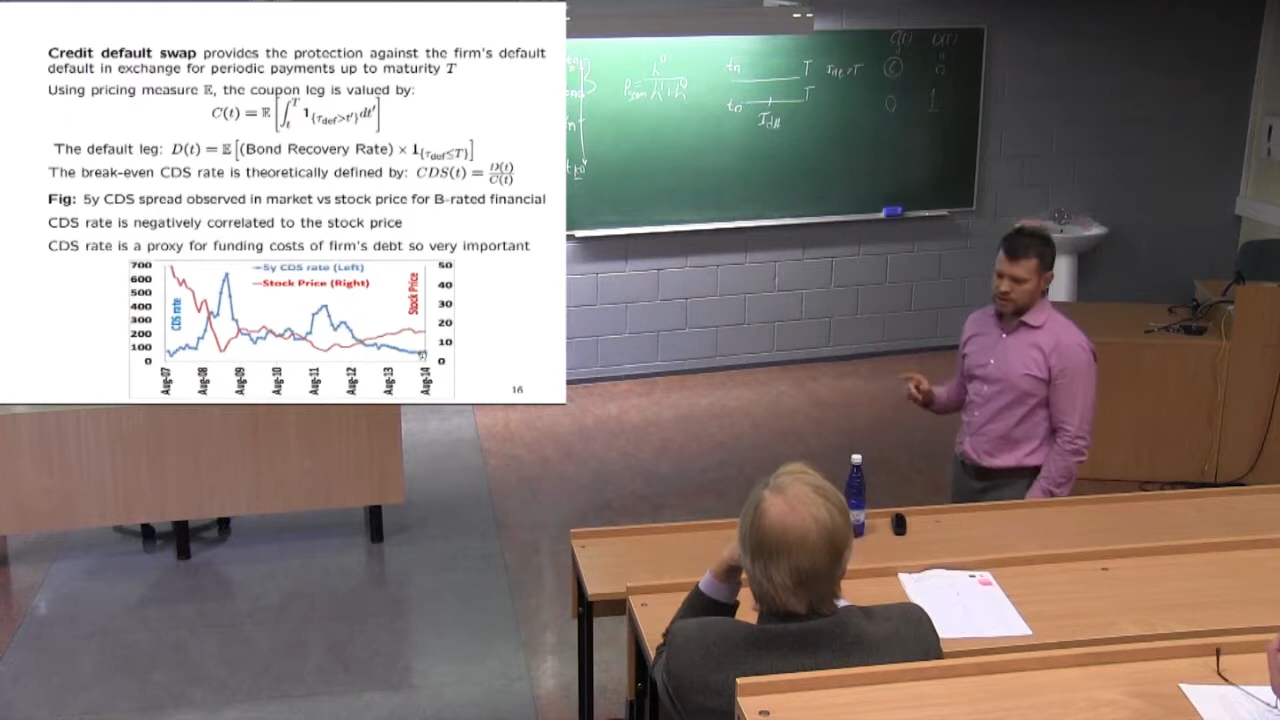 Credit default swap provides the protection against the firm's default
default in exchange for periodic payments up to maturity T
Using pricing measure 𝔼, the coupon leg is valued by:
C(t) = 𝔼 [∫_t^T 1_{τ_def>t'} dt']
The default leg: D(t) = 𝔼 [(Bond Recovery Rate) × 1_{τ_def≤T}]
The break-even CDS rate is theoretically defined by: CDS(t) = D(t)/C(t)
Fig: 5y CDS spread observed in market vs stock price for B-rated financial
CDS rate is negatively correlated to the stock price
CDS rate is a proxy for funding costs of firm's debt so very important
5y CDS rate (Left)
Stock Price (Right)
CDS rate
Stock Price
700
600
500
400
300
200
100
0
50
40
30
20
10
0
Aug-07
Aug-08
Aug-09
Aug-10
Aug-11
Aug-12
Aug-13
Aug-14
16
t_n T
t_n T
0 1